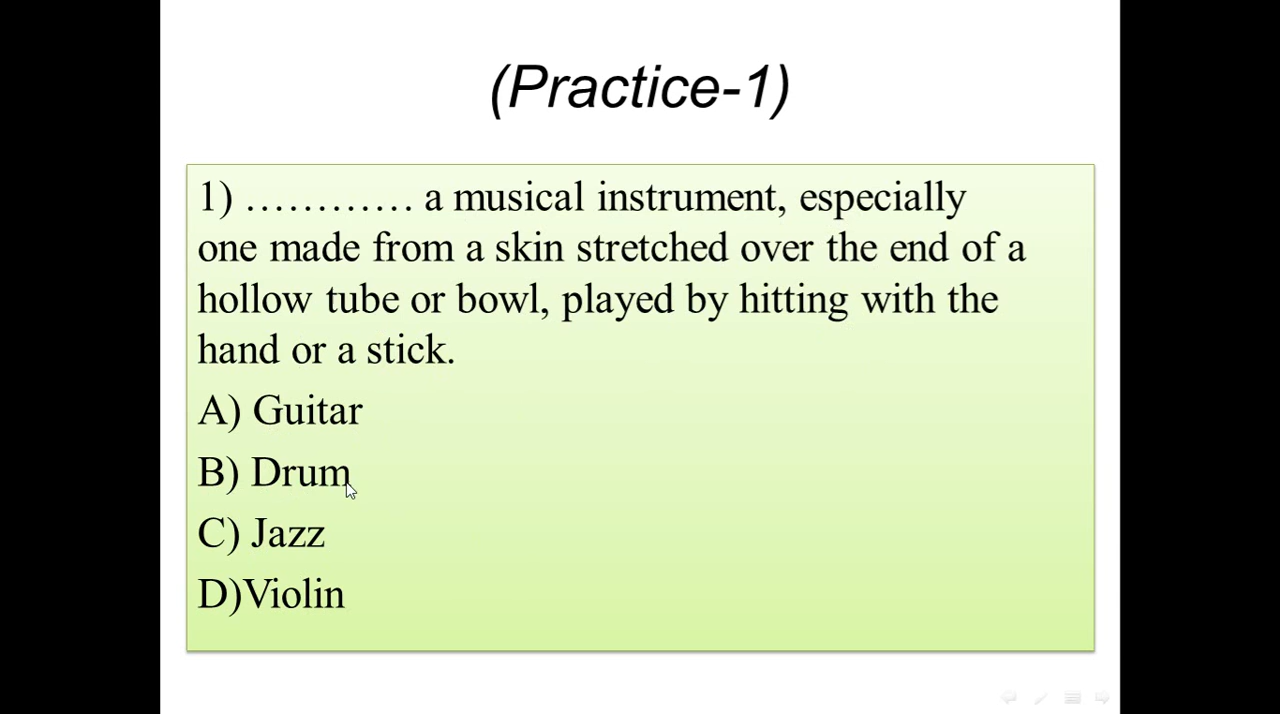 (Practice-1)
1) ………… a musical instrument, especially
one made from a skin stretched over the end of a
hollow tube or bowl, played by hitting with the
hand or a stick.
A) Guitar
B) Drum
C) Jazz
D)Violin